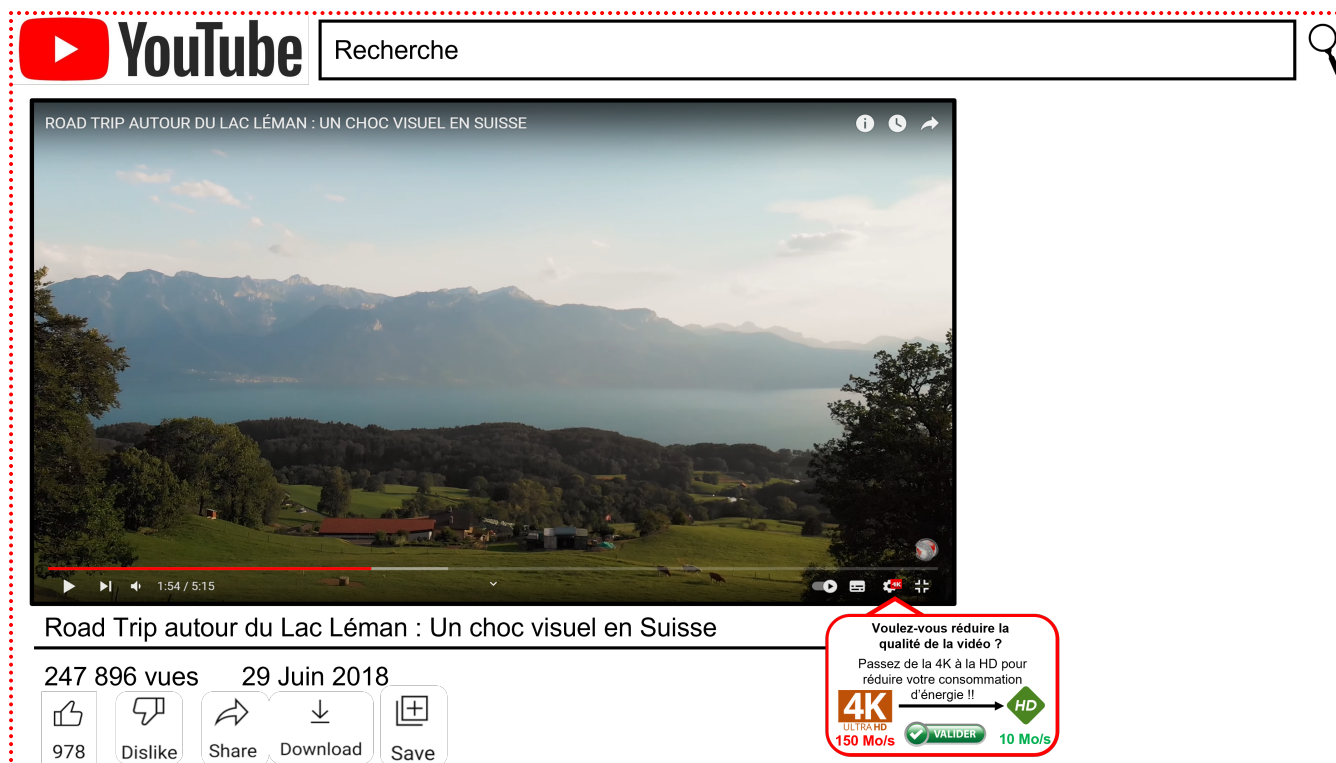 YouTube
Recherche
ROAD TRIP AUTOUR DU LAC LÉMAN : UN CHOC VISUEL EN SUISSE
1:54 / 5:15
4K
Road Trip autour du Lac Léman : Un choc visuel en Suisse
247 896 vues 29 Juin 2018
978
Dislike
Share
Download
Save
Voulez-vous réduire la
qualité de la vidéo ?
Passez de la 4K à la HD pour
réduire votre consommation
d'énergie !!
4K
ULTRA HD
150 Mo/s
VALIDER
HD
10 Mo/s